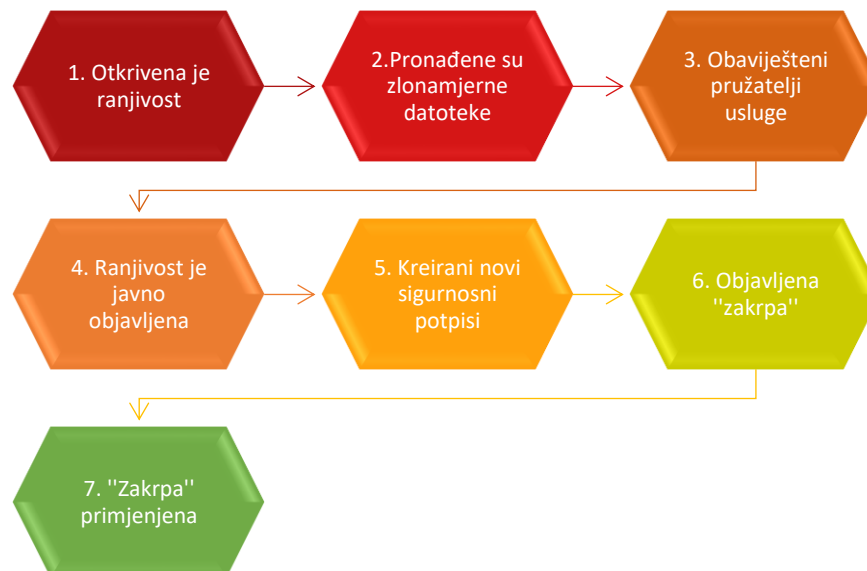 1. Otkrivena je
ranjivost
2.Pronađene su
zlonamjerne
datoteke
3. Obaviješteni
pružatelji
usluge
4. Ranjivost je
javno
objavljena
5. Kreirani novi
sigurnosni
potpisi
6. Objavljena
''zakrpa''
7. ''Zakrpa''
primjenjena